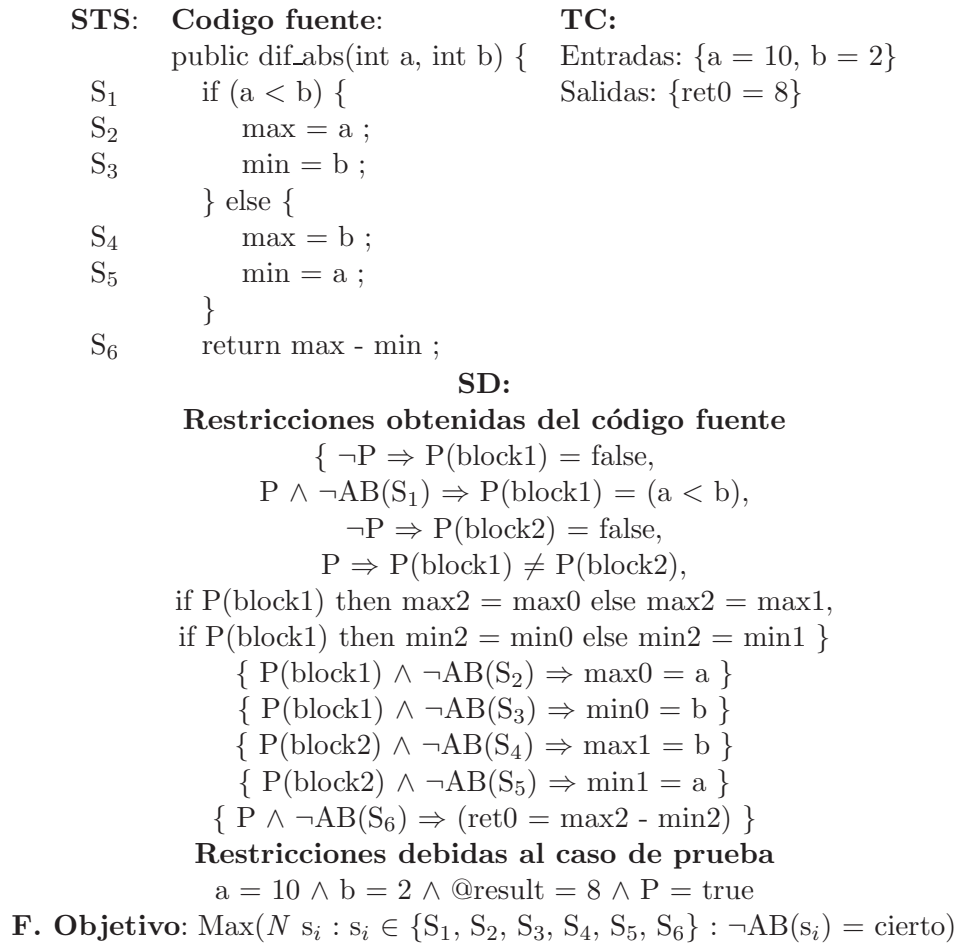 STS: Codigo fuente: TC:
public dif_abs(int a, int b) { Entradas: {a = 10, b = 2}
S₁ if (a < b) { Salidas: {ret0 = 8}
S₂ max = a ;
S₃ min = b ;
} else {
S₄ max = b ;
S₅ min = a ;
}
S₆ return max - min ;
SD:
Restricciones obtenidas del código fuente
{ ¬P ⇒ P(block1) = false,
P ∧ ¬AB(S₁) ⇒ P(block1) = (a < b),
¬P ⇒ P(block2) = false,
P ⇒ P(block1) ≠ P(block2),
if P(block1) then max2 = max0 else max2 = max1,
if P(block1) then min2 = min0 else min2 = min1 }
{ P(block1) ∧ ¬AB(S₂) ⇒ max0 = a }
{ P(block1) ∧ ¬AB(S₃) ⇒ min0 = b }
{ P(block2) ∧ ¬AB(S₄) ⇒ max1 = b }
{ P(block2) ∧ ¬AB(S₅) ⇒ min1 = a }
{ P ∧ ¬AB(S₆) ⇒ (ret0 = max2 - min2) }
Restricciones debidas al caso de prueba
a = 10 ∧ b = 2 ∧ @result = 8 ∧ P = true
F. Objetivo: Max(N sᵢ : sᵢ ∈ {S₁, S₂, S₃, S₄, S₅, S₆} : ¬AB(sᵢ) = cierto)